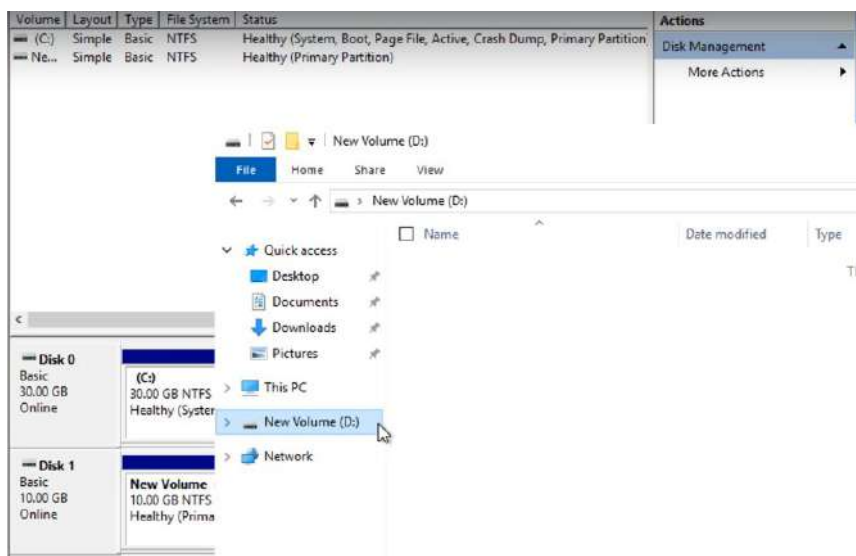 Volume Layout Type File System Status
(C:) Simple Basic NTFS Healthy (System, Boot, Page File, Active, Crash Dump, Primary Partition
Ne... Simple Basic NTFS Healthy (Primary Partition)
Actions
Disk Management
More Actions
New Volume (D:)
File Home Share View
New Volume (D:)
Name Date modified Type
Quick access
Desktop
Documents
Downloads
Pictures
This PC
New Volume (D:)
Network
Disk 0
Basic
30.00 GB
Online
(C:)
30.00 GB NTFS
Healthy (Syster
Disk 1
Basic
10.00 GB
Online
New Volume
10.00 GB NTFS
Healthy (Prima